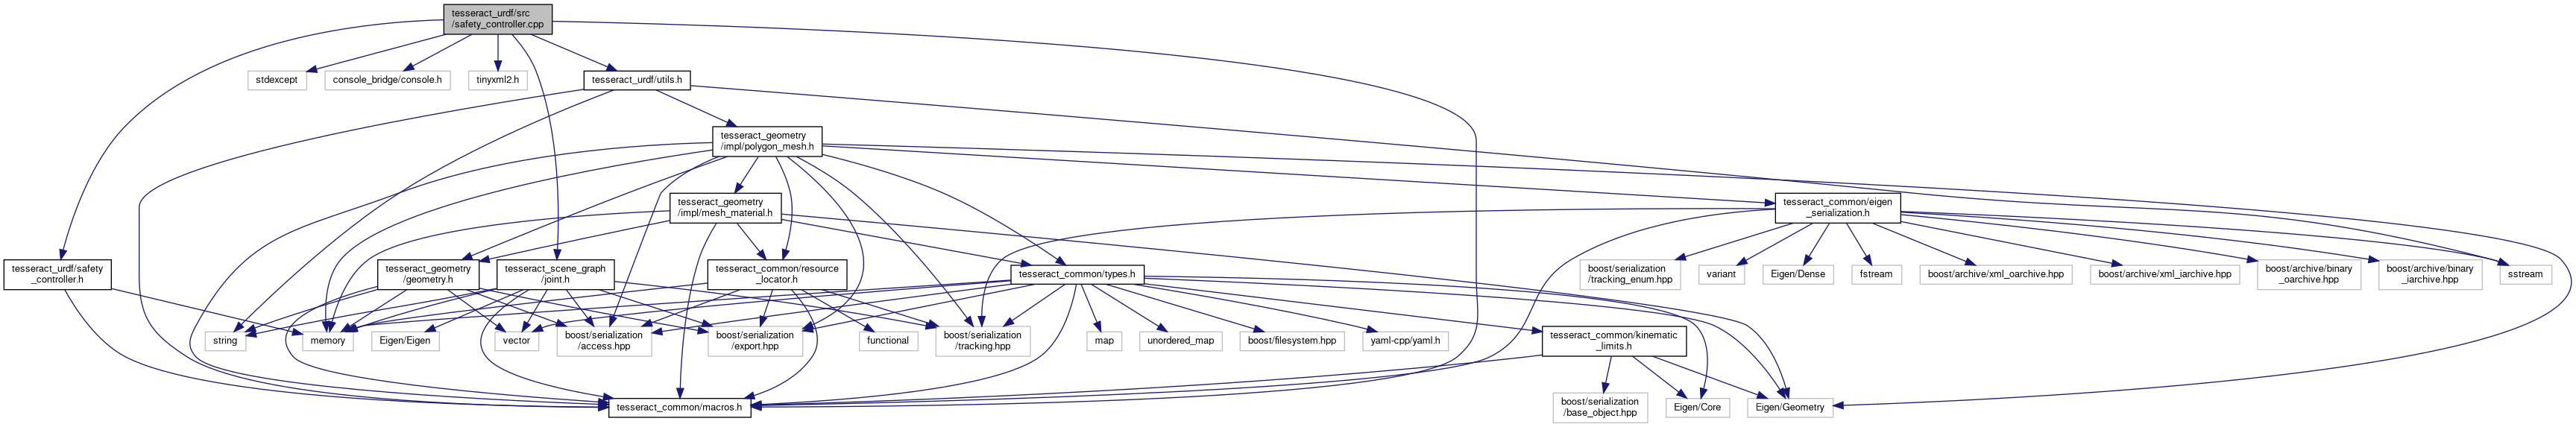 tesseract_urdf/src
/safety_controller.cpp
stdexcept
console_bridge/console.h
tinyxml2.h
tesseract_urdf/utils.h
tesseract_geometry
/impl/polygon_mesh.h
tesseract_geometry
/impl/mesh_material.h
tesseract_common/eigen
_serialization.h
tesseract_urdf/safety
_controller.h
tesseract_geometry
/geometry.h
tesseract_scene_graph
/joint.h
tesseract_common/resource
_locator.h
tesseract_common/types.h
boost/serialization
/tracking_enum.hpp
variant
Eigen/Dense
fstream
boost/archive/xml_oarchive.hpp
boost/archive/xml_iarchive.hpp
boost/archive/binary
_oarchive.hpp
boost/archive/binary
_iarchive.hpp
sstream
string
memory
Eigen/Eigen
vector
boost/serialization
/access.hpp
boost/serialization
/export.hpp
functional
boost/serialization
/tracking.hpp
map
unordered_map
boost/filesystem.hpp
yaml-cpp/yaml.h
tesseract_common/kinematic
_limits.h
tesseract_common/macros.h
boost/serialization
/base_object.hpp
Eigen/Core
Eigen/Geometry